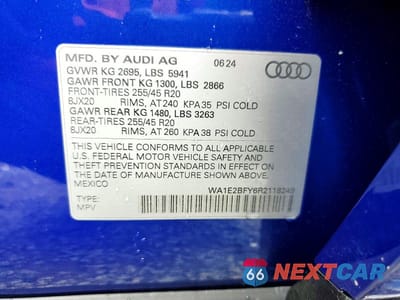 MFD. BY AUDI AG 06 24
GVWR KG 2695, LBS 5941
GAWR FRONT KG 1300, LBS 2866
FRONT-TIRES 255/45 R20
8JX20 RIMS, AT 240 KPA 35 PSI COLD
GAWR REAR KG 1480, LBS 3263
REAR-TIRES 255/45 R20
8JX20 RIMS, AT 260 KPA 38 PSI COLD
THIS VEHICLE CONFORMS TO ALL APPLICABLE
U.S. FEDERAL MOTOR VEHICLE SAFETY AND
THEFT PREVENTION STANDARDS IN EFFECT ON
THE DATE OF MANUFACTURE SHOWN ABOVE.
MEXICO
WA1E2BFY6R2118249
TYPE:
MPV
66 NEXTCAR